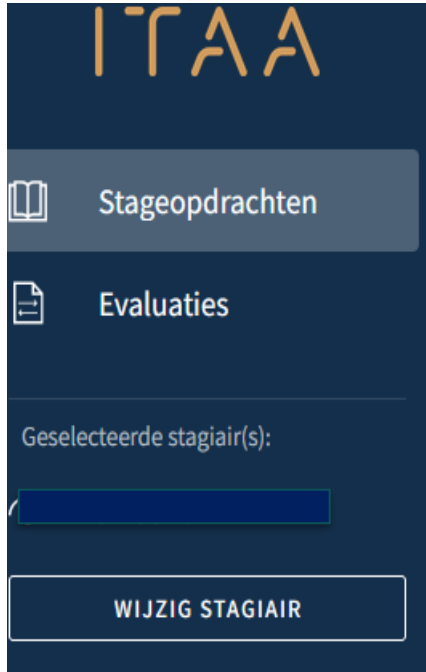 ITAA
Stageopdrachten
Evaluaties
Geselecteerde stagiair(s):
WIJZIG STAGIAIR